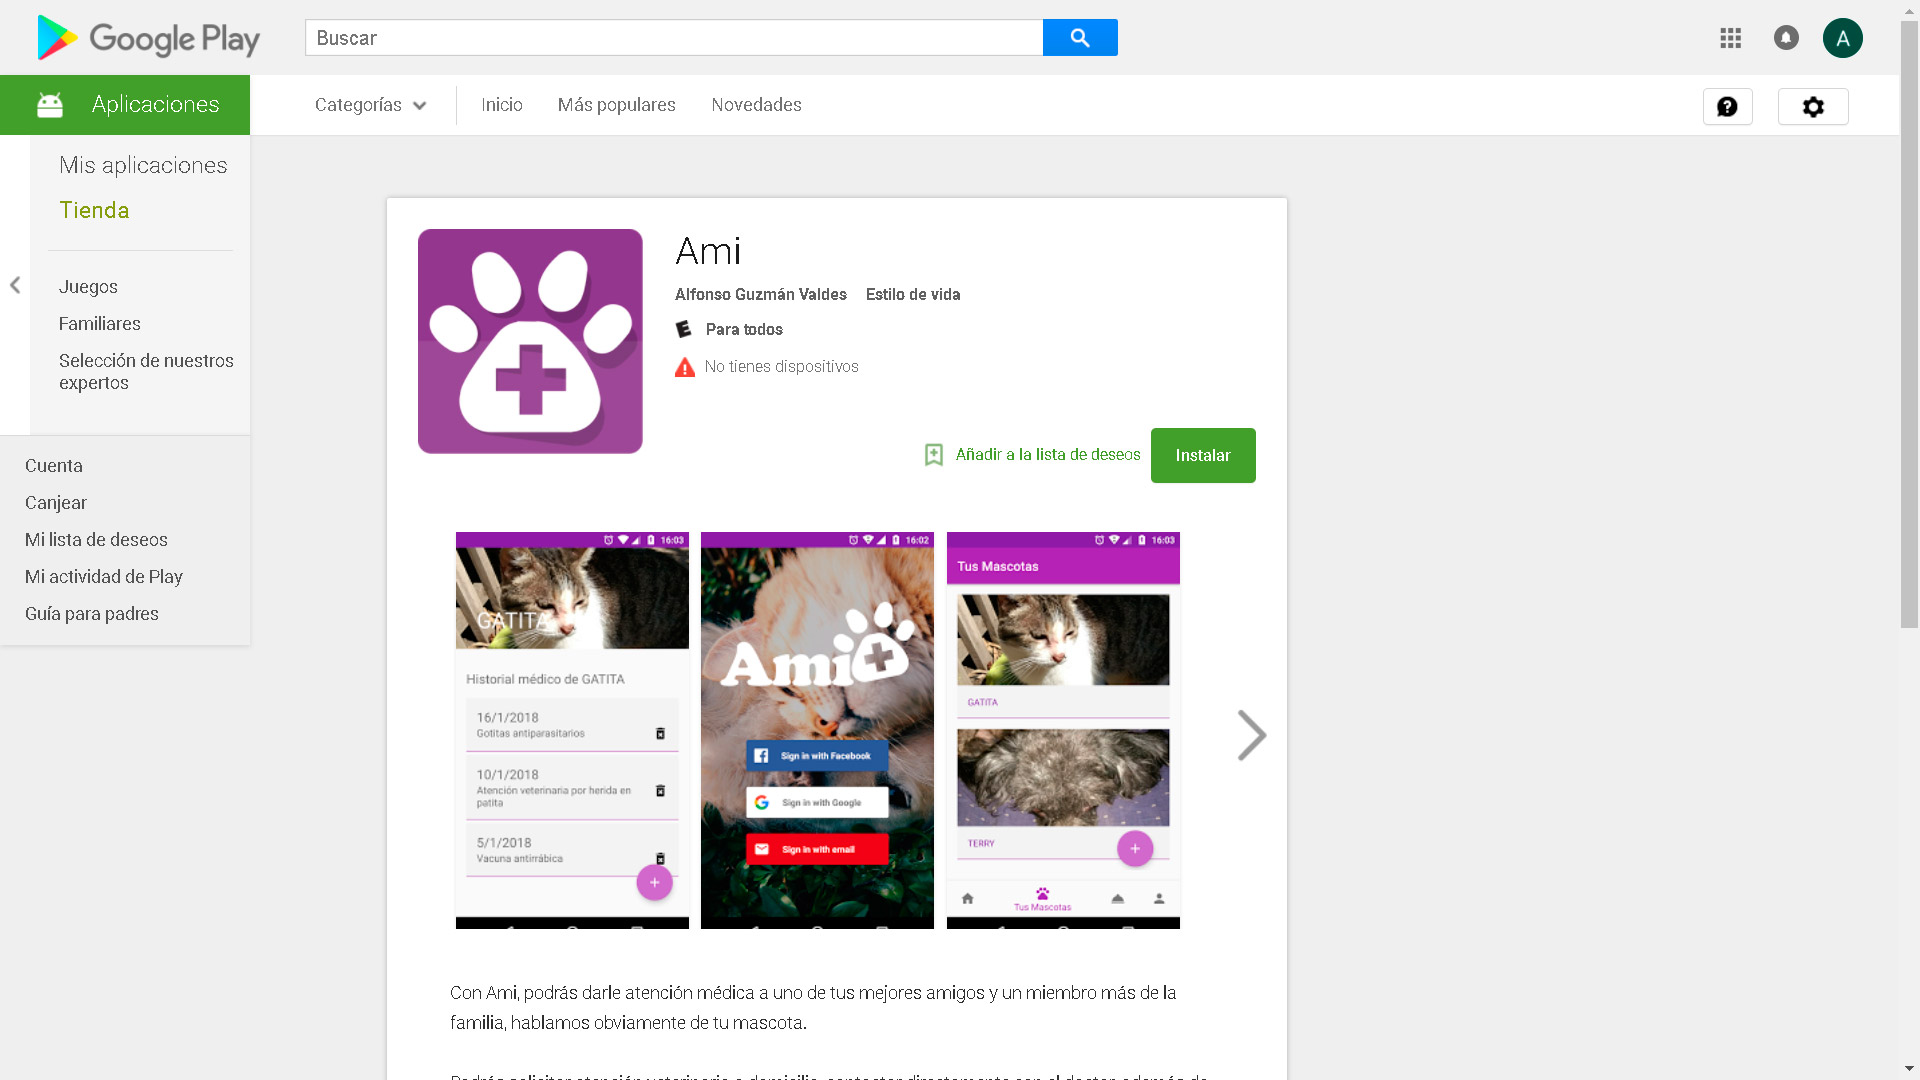 Google Play
Buscar
A
Aplicaciones
Categorías
Inicio
Más populares
Novedades
Mis aplicaciones
Tienda
Juegos
Familiares
Selección de nuestros
expertos
Cuenta
Canjear
Mi lista de deseos
Mi actividad de Play
Guía para padres
Ami
Alfonso Guzmán Valdes Estilo de vida
E Para todos
No tienes dispositivos
Añadir a la lista de deseos
Instalar
16:03
GATITA
Historial médico de GATITA
16/1/2018
Gotitas antiparasitarios
10/1/2018
Atención veterinaria por herida en
patita
5/1/2018
Vacuna antirrábica
16:02
Ami
Sign in with Facebook
Sign in with Google
Sign in with email
16:03
Tus Mascotas
GATITA
TERRY
Tus Mascotas
Con Ami, podrás darle atención médica a uno de tus mejores amigos y un miembro más de la
familia, hablamos obviamente de tu mascota.